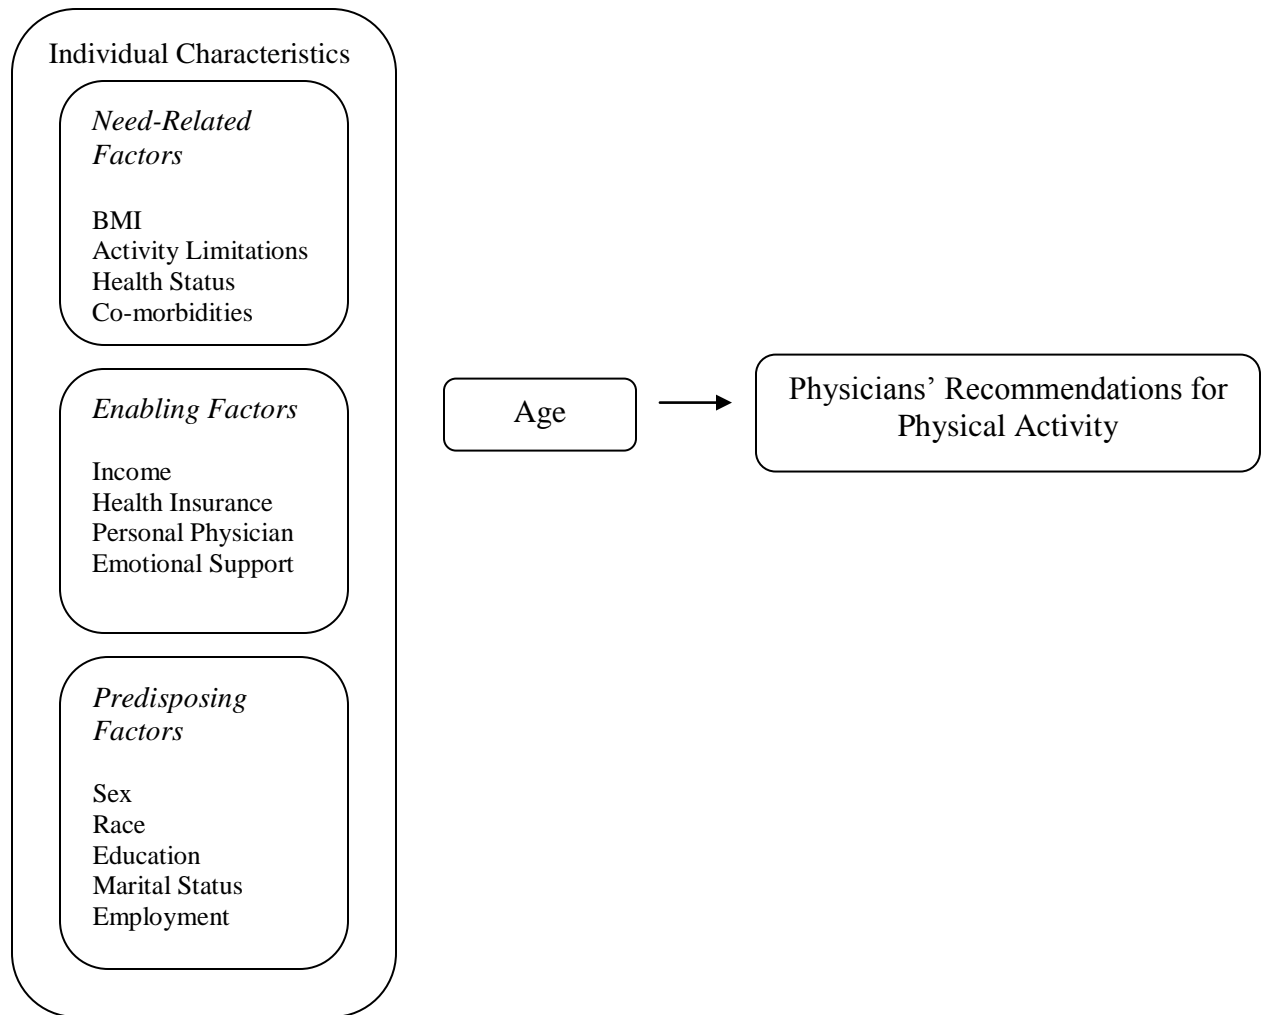 Individual Characteristics
Need-Related
Factors
BMI
Activity Limitations
Health Status
Co-morbidities
Enabling Factors
Income
Health Insurance
Personal Physician
Emotional Support
Predisposing
Factors
Sex
Race
Education
Marital Status
Employment
Age
Physicians’ Recommendations for
Physical Activity